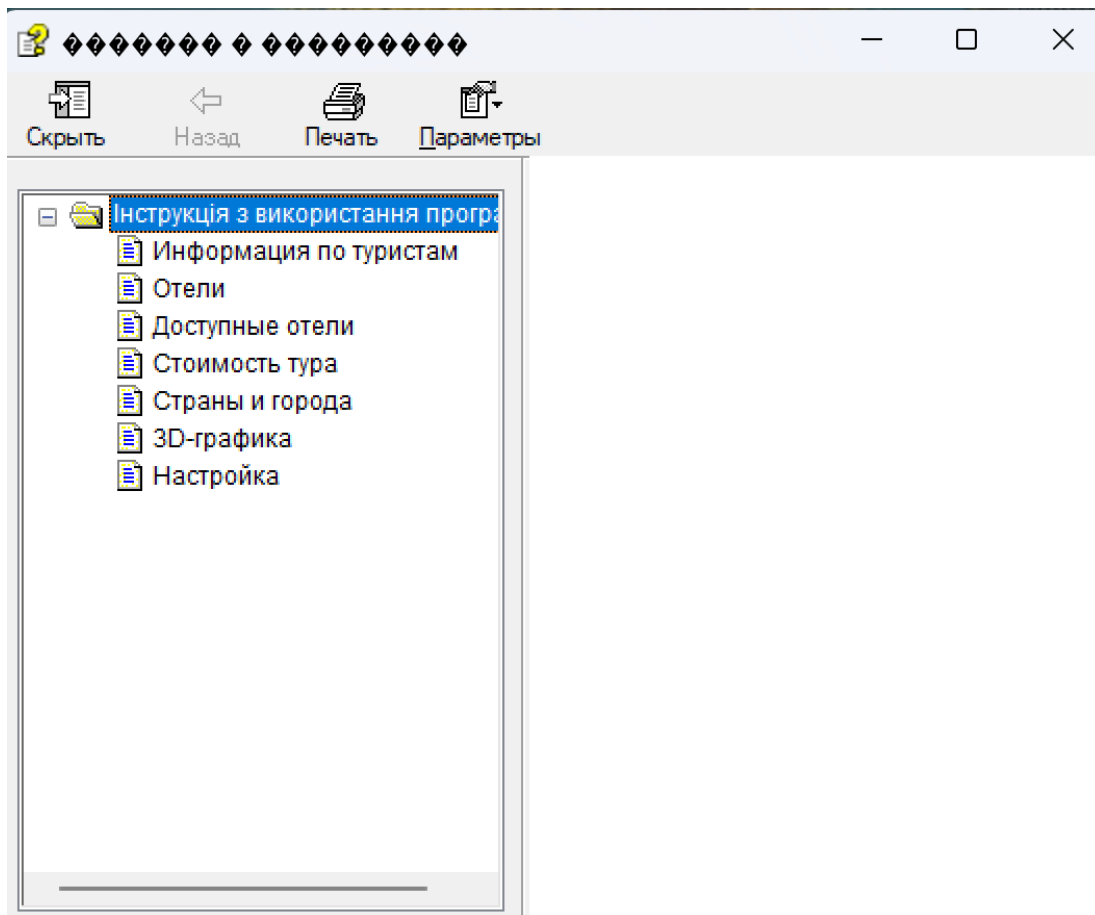 ������� � ���������
Скрыть Назад Печать Параметры
Інструкція з використання програ
Информация по туристам
Отели
Доступные отели
Стоимость тура
Страны и города
3D-графика
Настройка